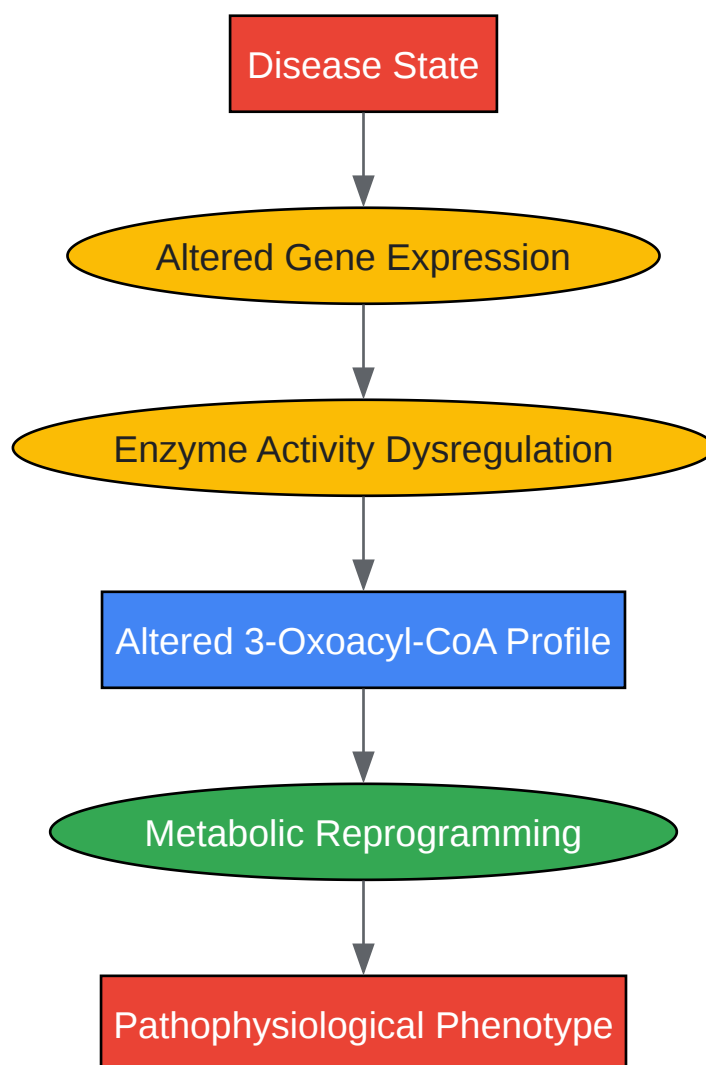 Disease State
Altered Gene Expression
Enzyme Activity Dysregulation
Altered 3-Oxoacyl-CoA Profile
Metabolic Reprogramming
Pathophysiological Phenotype